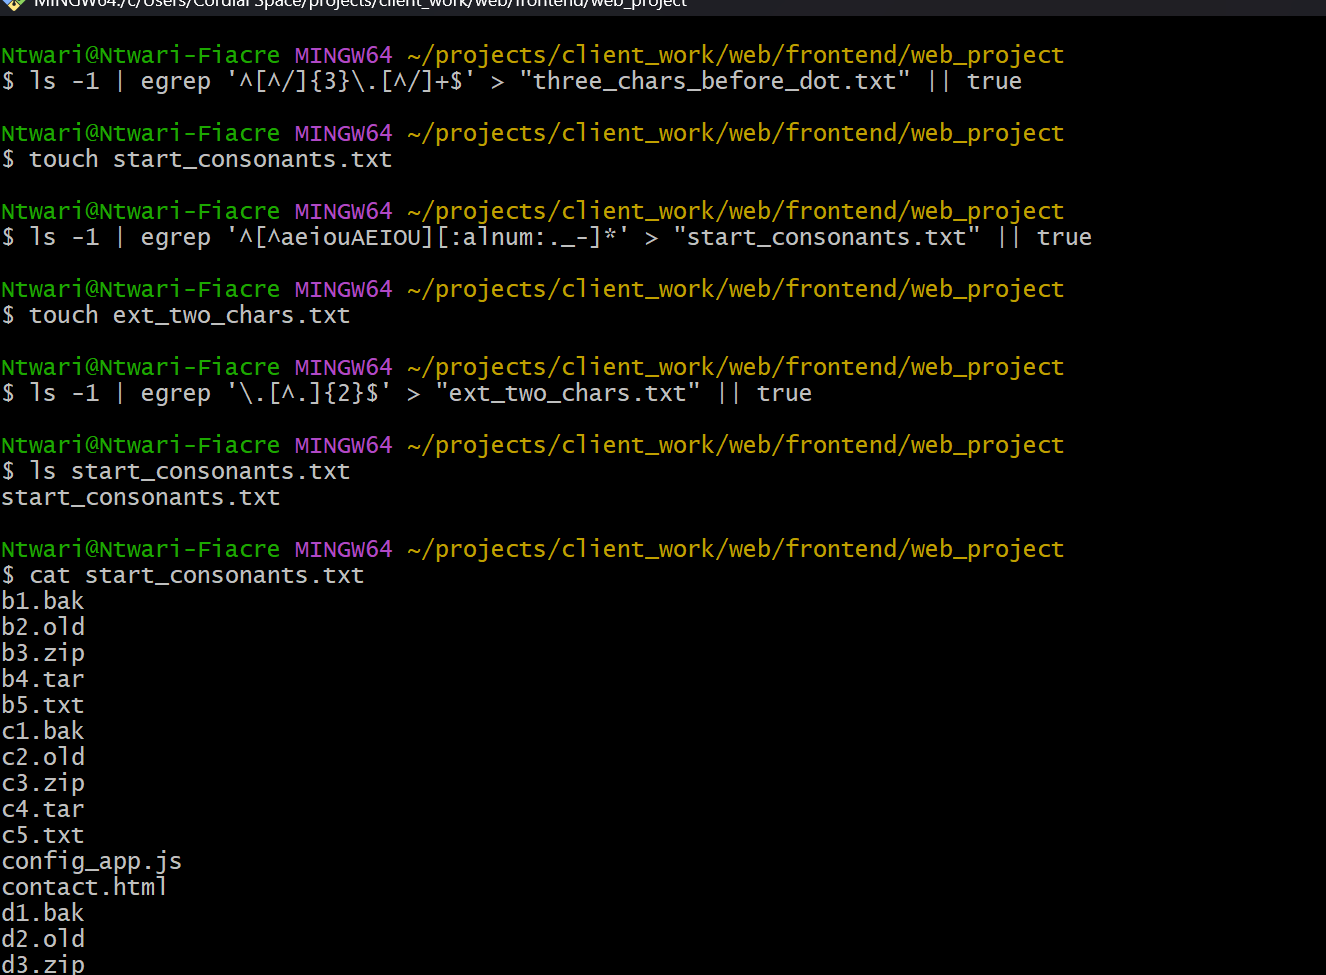 MINGW64:/c/Users/Cordial Space/projects/client_work/web/frontend/web_project
Ntwari@Ntwari-Fiacre MINGW64 ~/projects/client_work/web/frontend/web_project
$ ls -1 | egrep '^[^/]{3}\.[^/]+$' > "three_chars_before_dot.txt" || true
Ntwari@Ntwari-Fiacre MINGW64 ~/projects/client_work/web/frontend/web_project
$ touch start_consonants.txt
Ntwari@Ntwari-Fiacre MINGW64 ~/projects/client_work/web/frontend/web_project
$ ls -1 | egrep '^[^aeiouAEIOU][:alnum:._-]*' > "start_consonants.txt" || true
Ntwari@Ntwari-Fiacre MINGW64 ~/projects/client_work/web/frontend/web_project
$ touch ext_two_chars.txt
Ntwari@Ntwari-Fiacre MINGW64 ~/projects/client_work/web/frontend/web_project
$ ls -1 | egrep '\.[^.]{2}$' > "ext_two_chars.txt" || true
Ntwari@Ntwari-Fiacre MINGW64 ~/projects/client_work/web/frontend/web_project
$ ls start_consonants.txt
start_consonants.txt
Ntwari@Ntwari-Fiacre MINGW64 ~/projects/client_work/web/frontend/web_project
$ cat start_consonants.txt
b1.bak
b2.old
b3.zip
b4.tar
b5.txt
c1.bak
c2.old
c3.zip
c4.tar
c5.txt
config_app.js
contact.html
d1.bak
d2.old
d3.zip